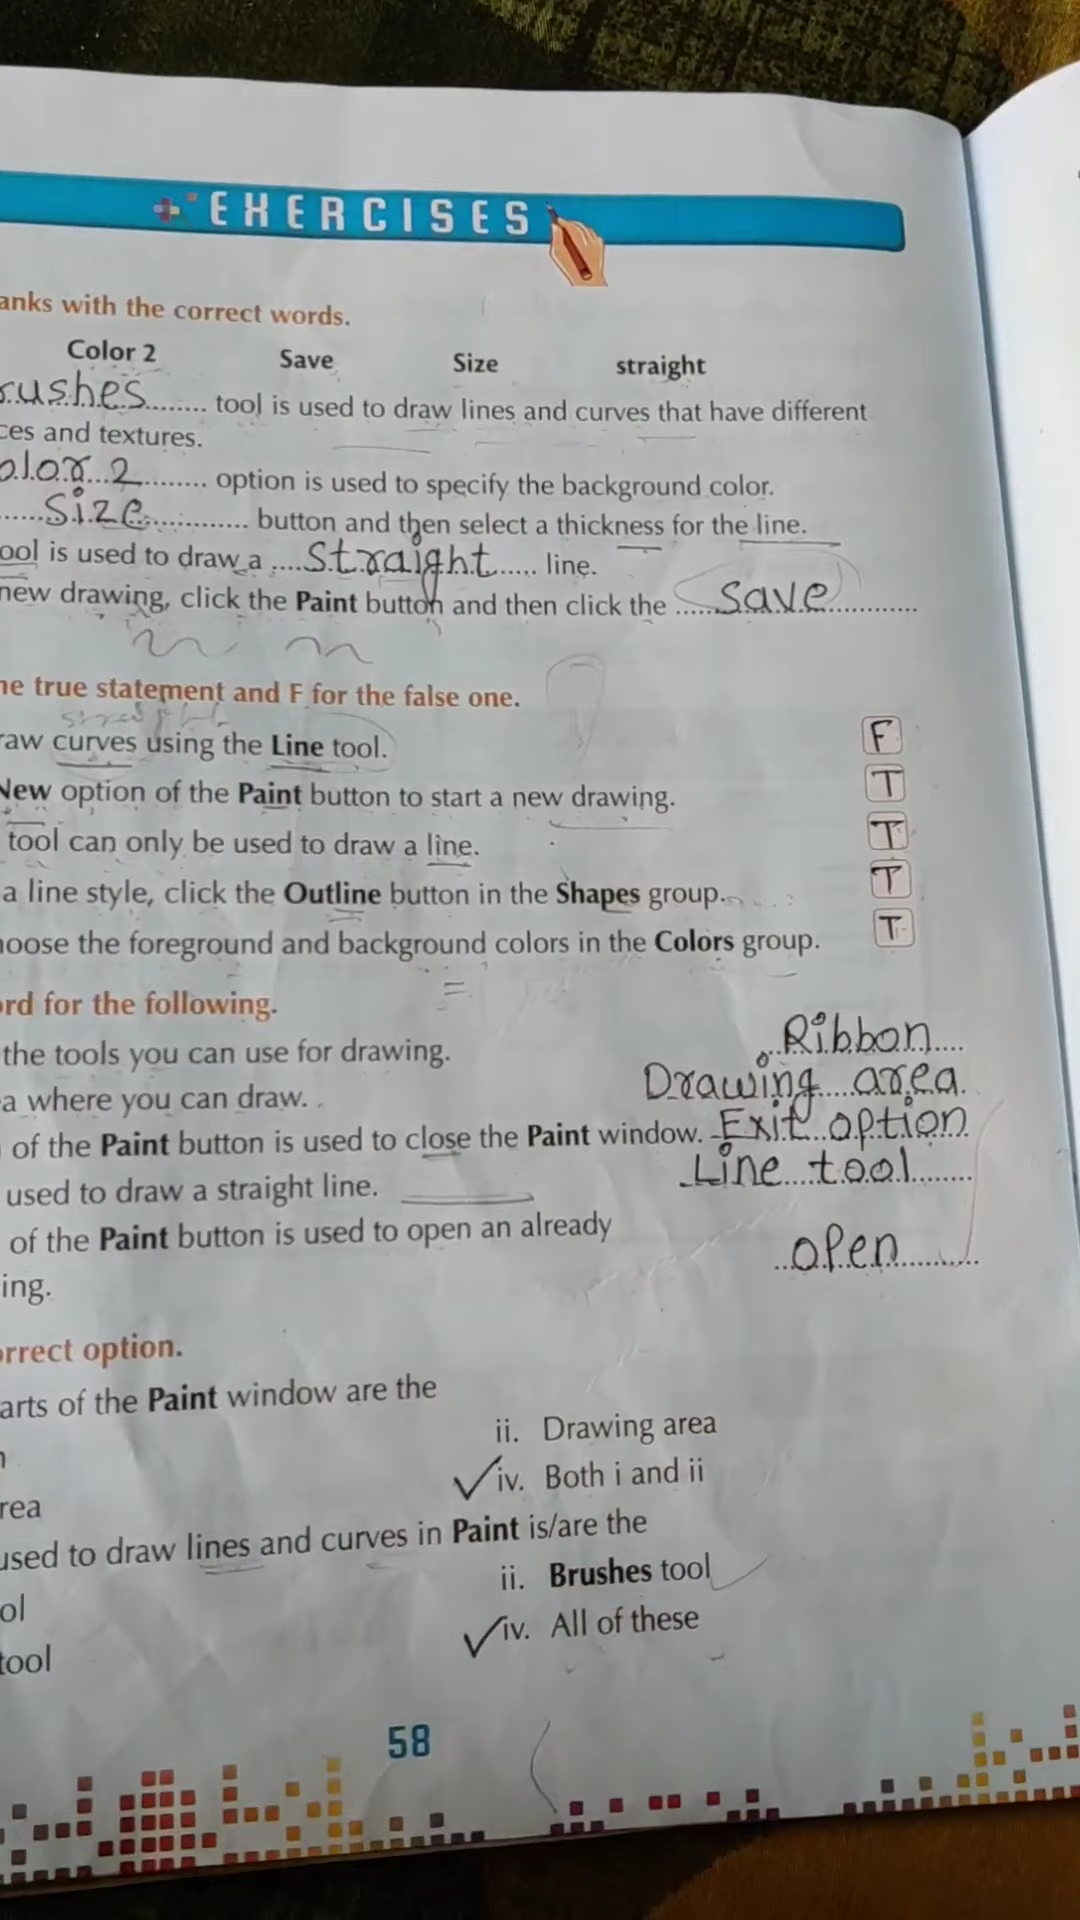 EXERCISES
anks with the correct words.
Color 2 Save Size straight
rushes tool is used to draw lines and curves that have different
ces and textures.
olor 2 option is used to specify the background color.
Size button and then select a thickness for the line.
ool is used to draw a straight line.
new drawing, click the Paint button and then click the save
he true statement and F for the false one.
raw curves using the Line tool. F
New option of the Paint button to start a new drawing. T
tool can only be used to draw a line. T
a line style, click the Outline button in the Shapes group. T
hoose the foreground and background colors in the Colors group. T
ord for the following.
the tools you can use for drawing. Ribbon
a where you can draw. Drawing area
of the Paint button is used to close the Paint window. Exit option
used to draw a straight line. Line tool
of the Paint button is used to open an already open
ing.
orrect option.
arts of the Paint window are the
ii. Drawing area
iv. Both i and ii
rea
used to draw lines and curves in Paint is/are the
ii. Brushes tool
ol
iv. All of these
tool
58